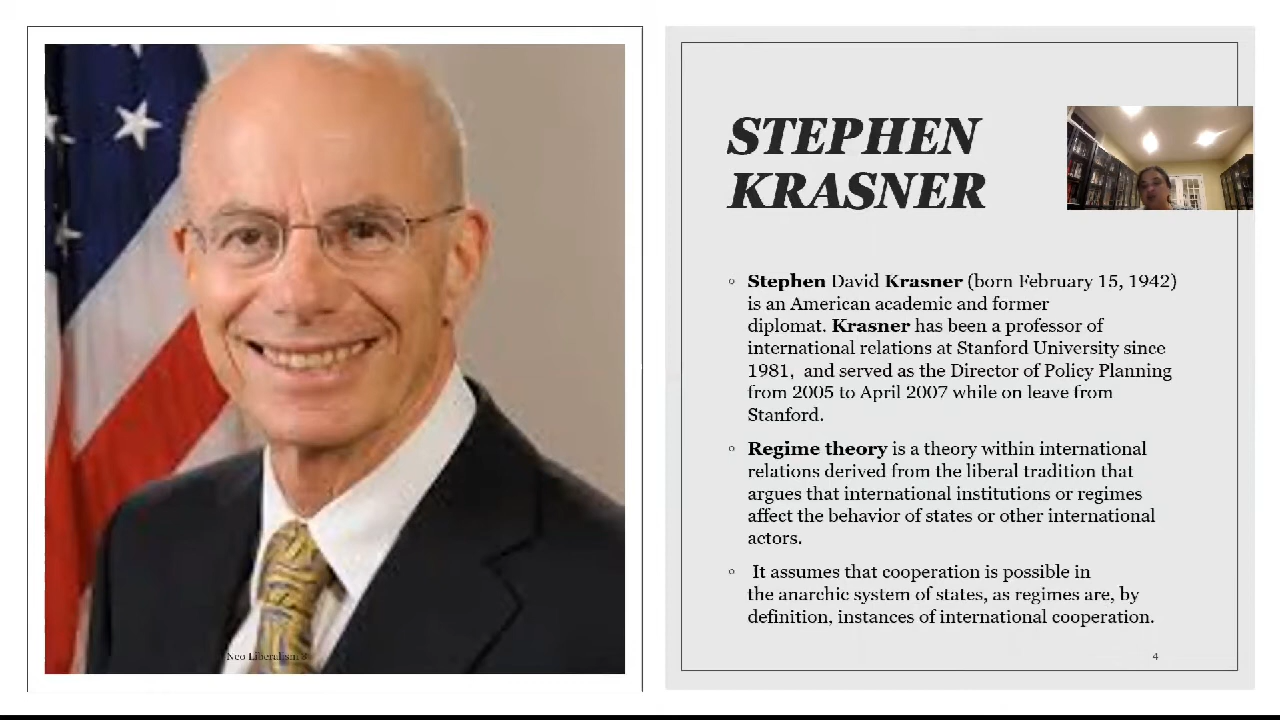 STEPHEN
KRASNER
◦ Stephen David Krasner (born February 15, 1942)
is an American academic and former
diplomat. Krasner has been a professor of
international relations at Stanford University since
1981,  and served as the Director of Policy Planning
from 2005 to April 2007 while on leave from
Stanford.
◦ Regime theory is a theory within international
relations derived from the liberal tradition that
argues that international institutions or regimes
affect the behavior of states or other international
actors.
◦ It assumes that cooperation is possible in
the anarchic system of states, as regimes are, by
definition, instances of international cooperation.
Neo Liberalism 3
4